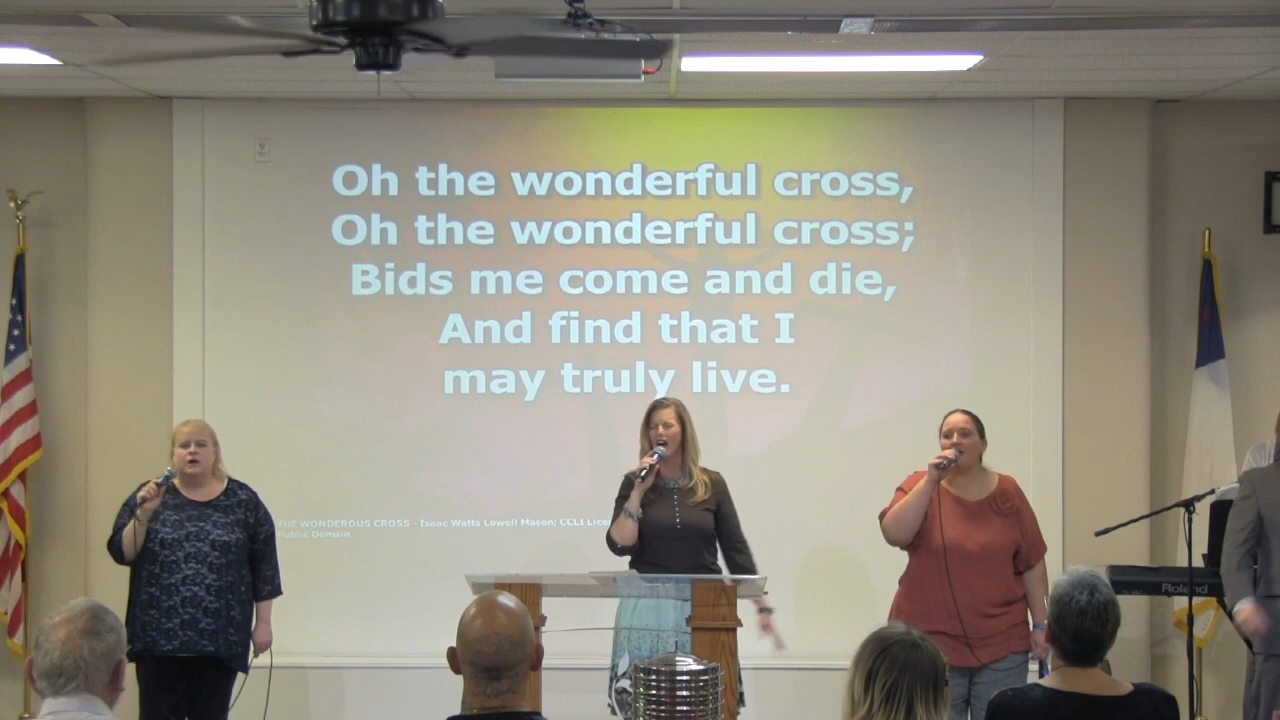 Oh the wonderful cross,
Oh the wonderful cross;
Bids me come and die,
And find that I
may truly live.
THE WONDEROUS CROSS - Isaac Watts Lowell Mason; CCLI
Public Domain
Roland